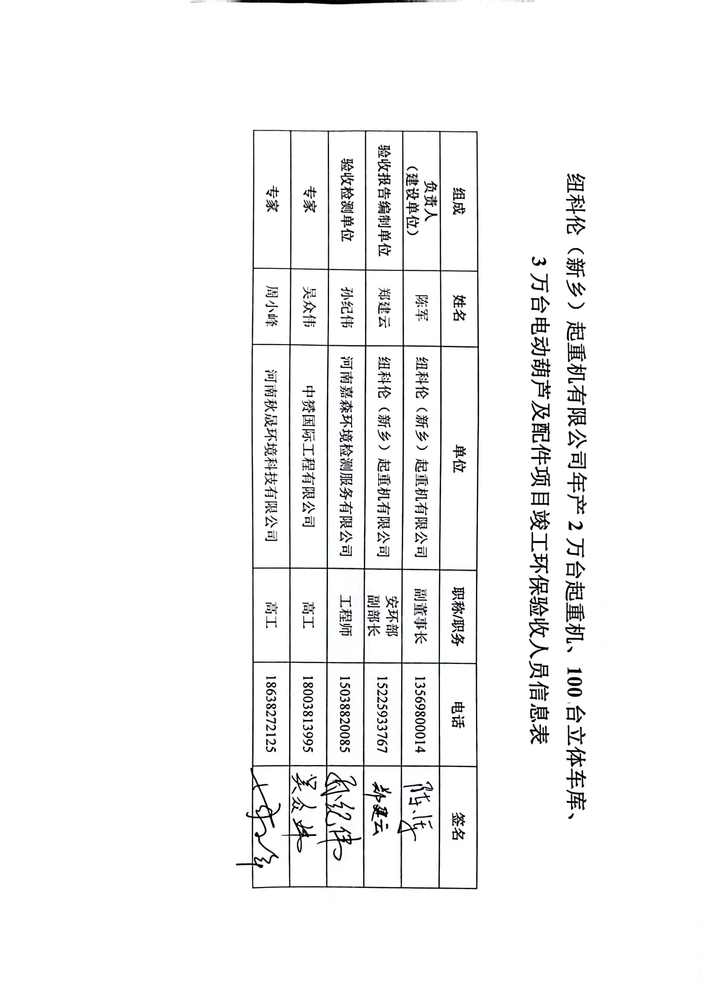 纽科伦（新乡）起重机有限公司年产 2 万台起重机、100 台立体车库、
3 万台电动葫芦及配件项目竣工环保验收人员信息表
组成 姓名 单位 职称/职务 电话 签名
负责人
（建设单位） 陈军 纽科伦（新乡）起重机有限公司 副董事长 13569800014
验收报告编制单位 郑建云 纽科伦（新乡）起重机有限公司 安环部
副部长 15225933767 郑建云
验收检测单位 孙纪伟 河南嘉森环境检测服务有限公司 工程师 15038820085 孙纪伟
专家 吴众伟 中赟国际工程有限公司 高工 18003813995 吴众伟
专家 周小峰 河南秋晟环境科技有限公司 高工 18638272125